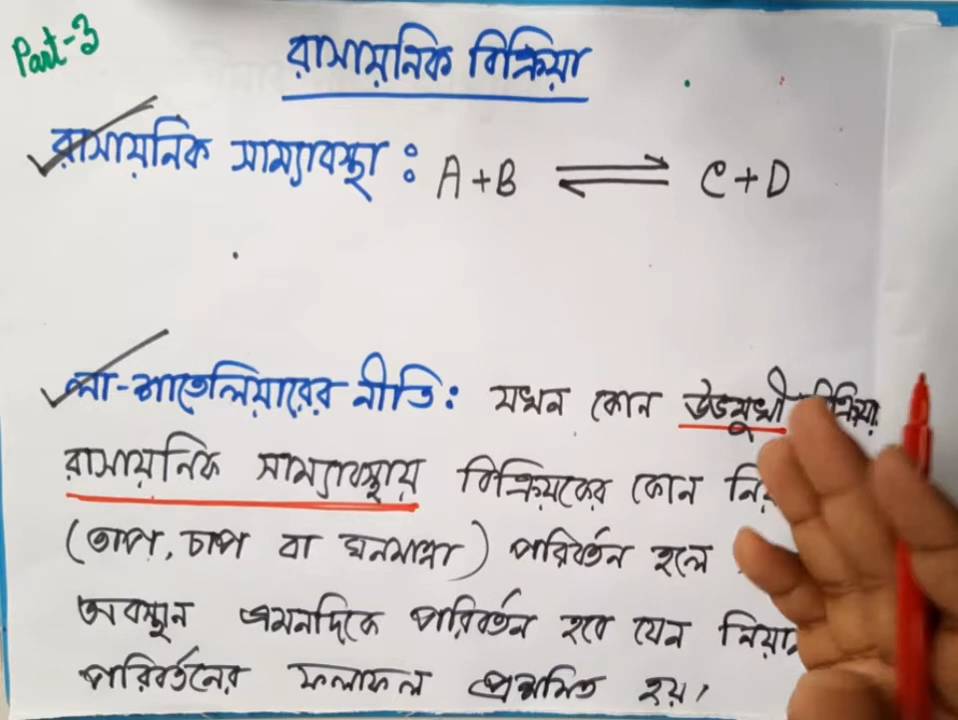 Part-3
রাসায়নিক বিক্রিয়া
রাসায়নিক সাম্যাবস্থা : A + B ⇌ C + D
লা-শাতেলিয়ারের নীতি : যখন কোন উভমুখী বিক্রিয়া
রাসায়নিক সাম্যাবস্থায় বিক্রিয়কের কোন
(তাপ, চাপ বা ঘনমাত্রা) পরিবর্তন হলে
অবস্থান এমনদিকে পরিবর্তন হবে যেন
পরিবর্তনের ফলাফল প্রশমিত হয়।